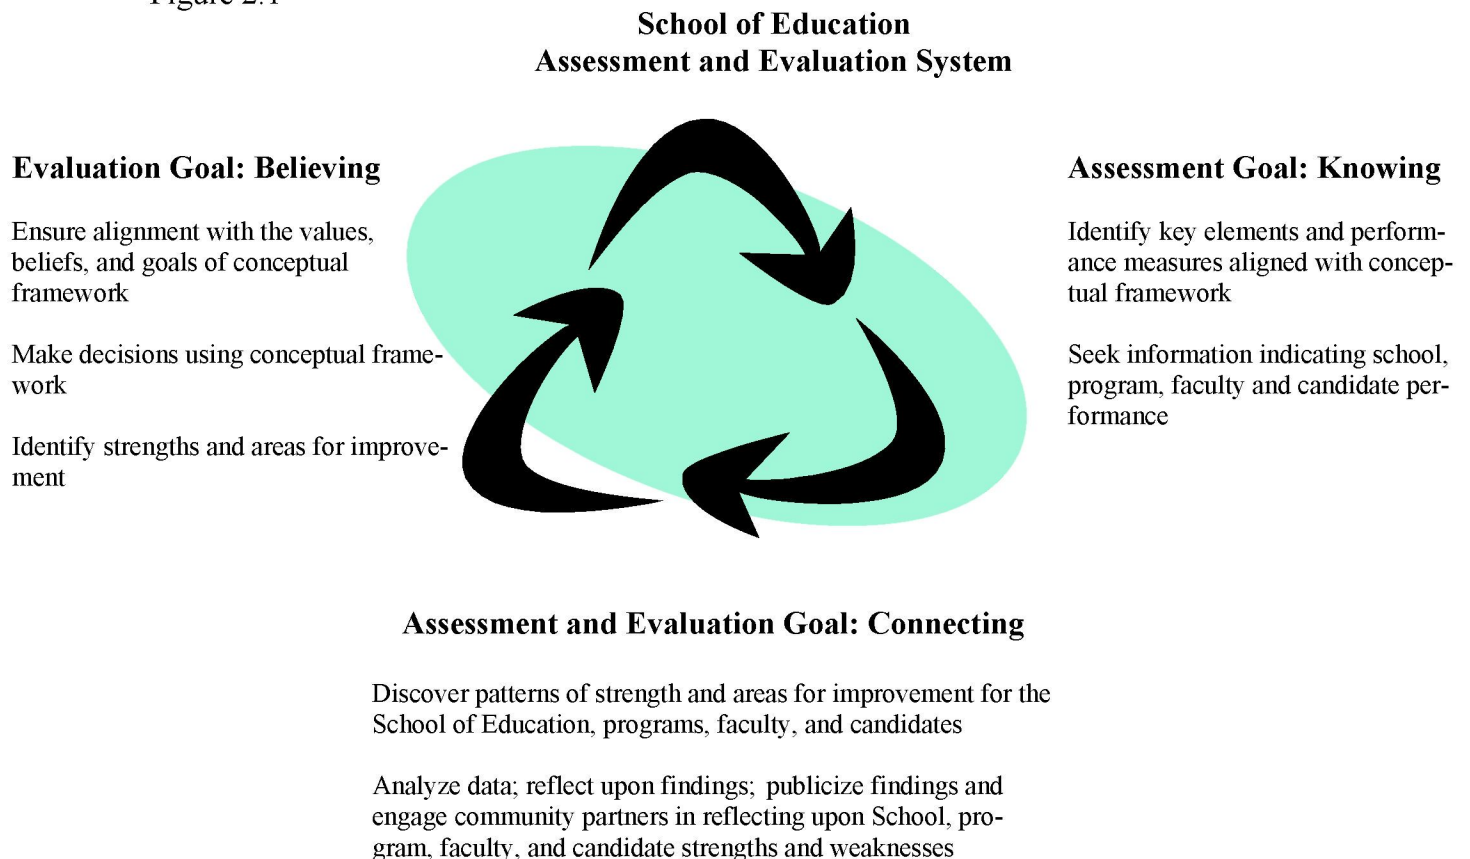 Figure 2.1
School of Education
Assessment and Evaluation System
Evaluation Goal: Believing
Ensure alignment with the values,
beliefs, and goals of conceptual
framework
Make decisions using conceptual frame-
work
Identify strengths and areas for improve-
ment
Assessment Goal: Knowing
Identify key elements and perform-
ance measures aligned with concep-
tual framework
Seek information indicating school,
program, faculty and candidate per-
formance
Assessment and Evaluation Goal: Connecting
Discover patterns of strength and areas for improvement for the
School of Education, programs, faculty, and candidates
Analyze data; reflect upon findings; publicize findings and
engage community partners in reflecting upon School, pro-
gram, faculty, and candidate strengths and weaknesses